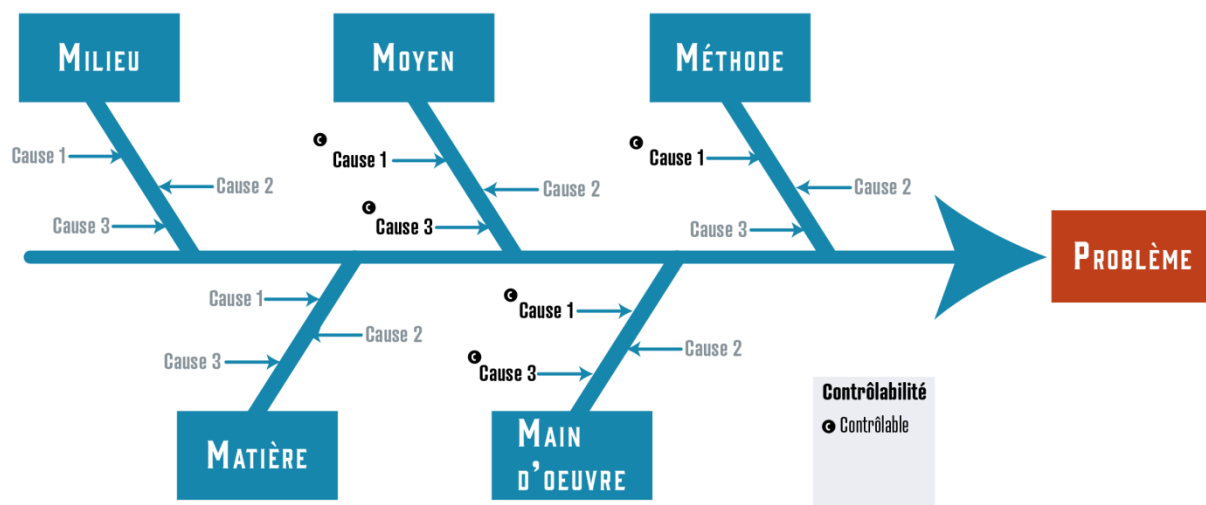 MILIEU
MOYEN
MÉTHODE
Cause 1
Cause 2
Cause 3
C
Cause 1
Cause 2
C
Cause 3
C
Cause 1
Cause 2
Cause 3
PROBLÈME
Cause 1
Cause 2
Cause 3
C
Cause 1
Cause 2
C
Cause 3
MATIÈRE
MAIN
D'OEUVRE
Contrôlabilité
C Contrôlable